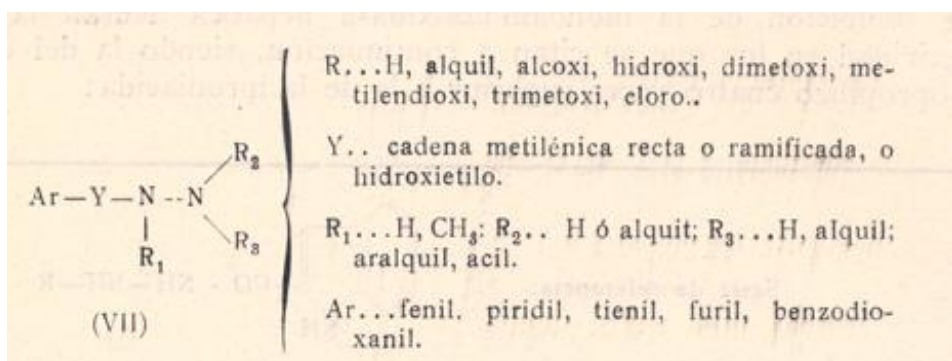 R...H, alquil, alcoxi, hidroxi, dimetoxi, me-
tilendioxi, trimetoxi, cloro..
Y.. cadena metilénica recta o ramificada, o
hidroxietilo.
Ar—Y—N--N
R₂
R₃
R₁
(VII)
R₁...H, CH₃: R₂.. H ó alquit; R₃...H, alquil;
aralquil, acil.
Ar...fenil. piridil, tienil, furil, benzodio-
xanil.